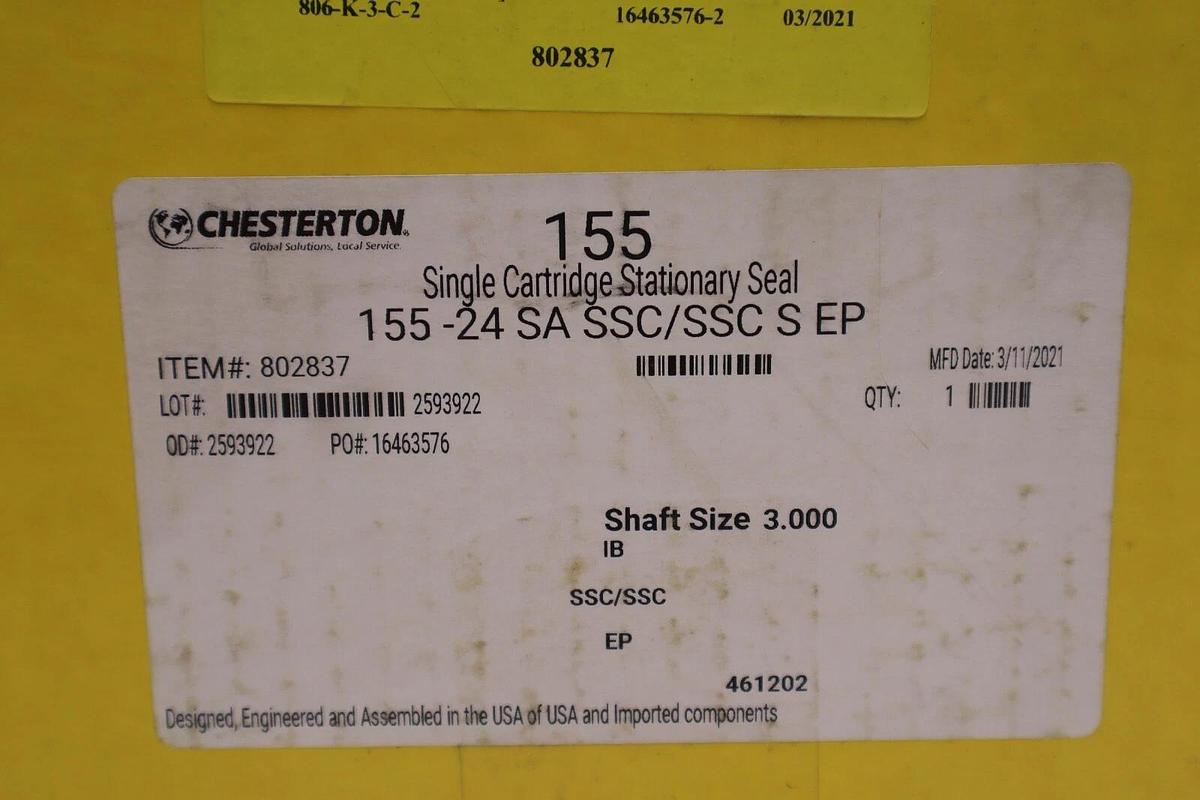 806-K-3-C-2 16463576-2 03/2021
802837
CHESTERTON
Global Solutions, Local Service.
155
Single Cartridge Stationary Seal
155 -24 SA SSC/SSC S EP
ITEM#: 802837
MFD Date: 3/11/2021
LOT#: 2593922
QTY: 1
OD#: 2593922 PO#: 16463576
Shaft Size 3.000
IB
SSC/SSC
EP
461202
Designed, Engineered and Assembled in the USA of USA and Imported components